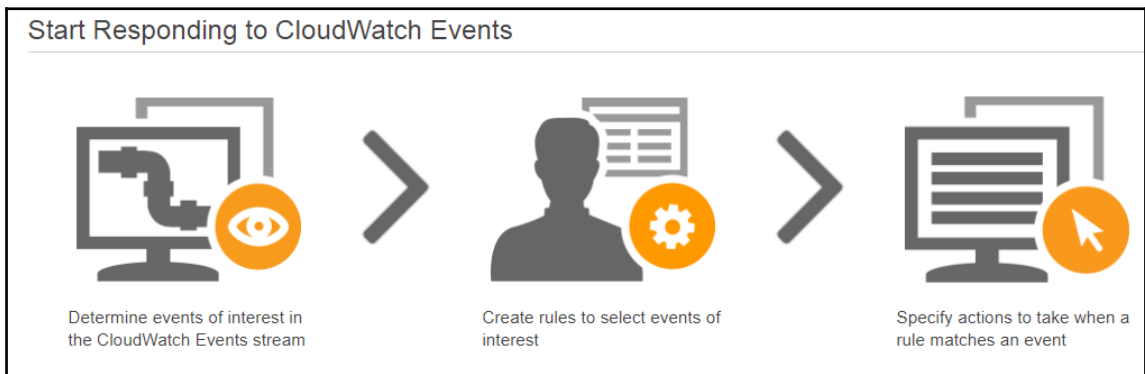 Start Responding to CloudWatch Events
Determine events of interest in
the CloudWatch Events stream
Create rules to select events of
interest
Specify actions to take when a
rule matches an event